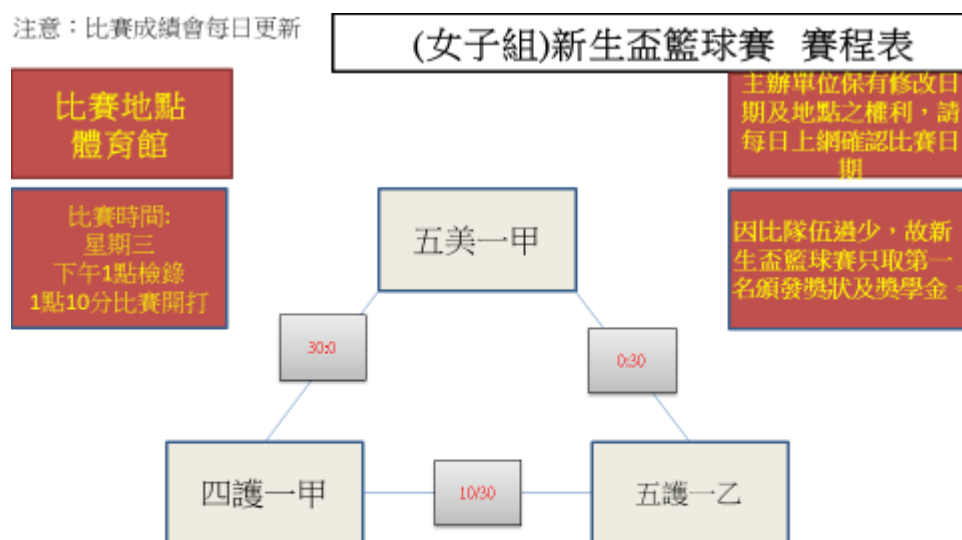 注意：比賽成績會每日更新
(女子組)新生盃籃球賽 賽程表
比賽地點
體育館
主辦單位保有修改日
期及地點之權利，請
每日上網確認比賽日
期
比賽時間:
星期三
下午1點檢錄
1點10分比賽開打
五美一甲
因比隊伍過少，故新
生盃籃球賽只取第一
名頒發獎狀及獎學金。
30:0
0:30
四護一甲
10/30
五護一乙